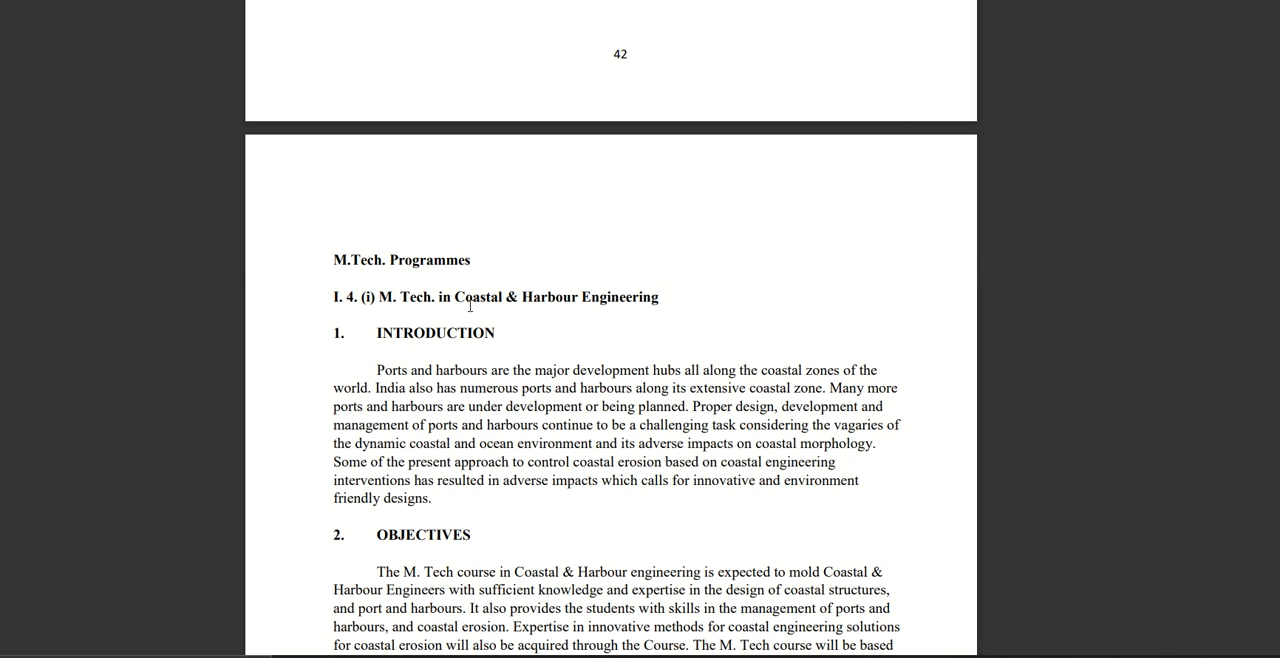 42
M.Tech. Programmes
I. 4. (i) M. Tech. in Coastal & Harbour Engineering
1. INTRODUCTION
Ports and harbours are the major development hubs all along the coastal zones of the
world. India also has numerous ports and harbours along its extensive coastal zone. Many more
ports and harbours are under development or being planned. Proper design, development and
management of ports and harbours continue to be a challenging task considering the vagaries of
the dynamic coastal and ocean environment and its adverse impacts on coastal morphology.
Some of the present approach to control coastal erosion based on coastal engineering
interventions has resulted in adverse impacts which calls for innovative and environment
friendly designs.
2. OBJECTIVES
The M. Tech course in Coastal & Harbour engineering is expected to mold Coastal &
Harbour Engineers with sufficient knowledge and expertise in the design of coastal structures,
and port and harbours. It also provides the students with skills in the management of ports and
harbours, and coastal erosion. Expertise in innovative methods for coastal engineering solutions
for coastal erosion will also be acquired through the Course. The M. Tech course will be based